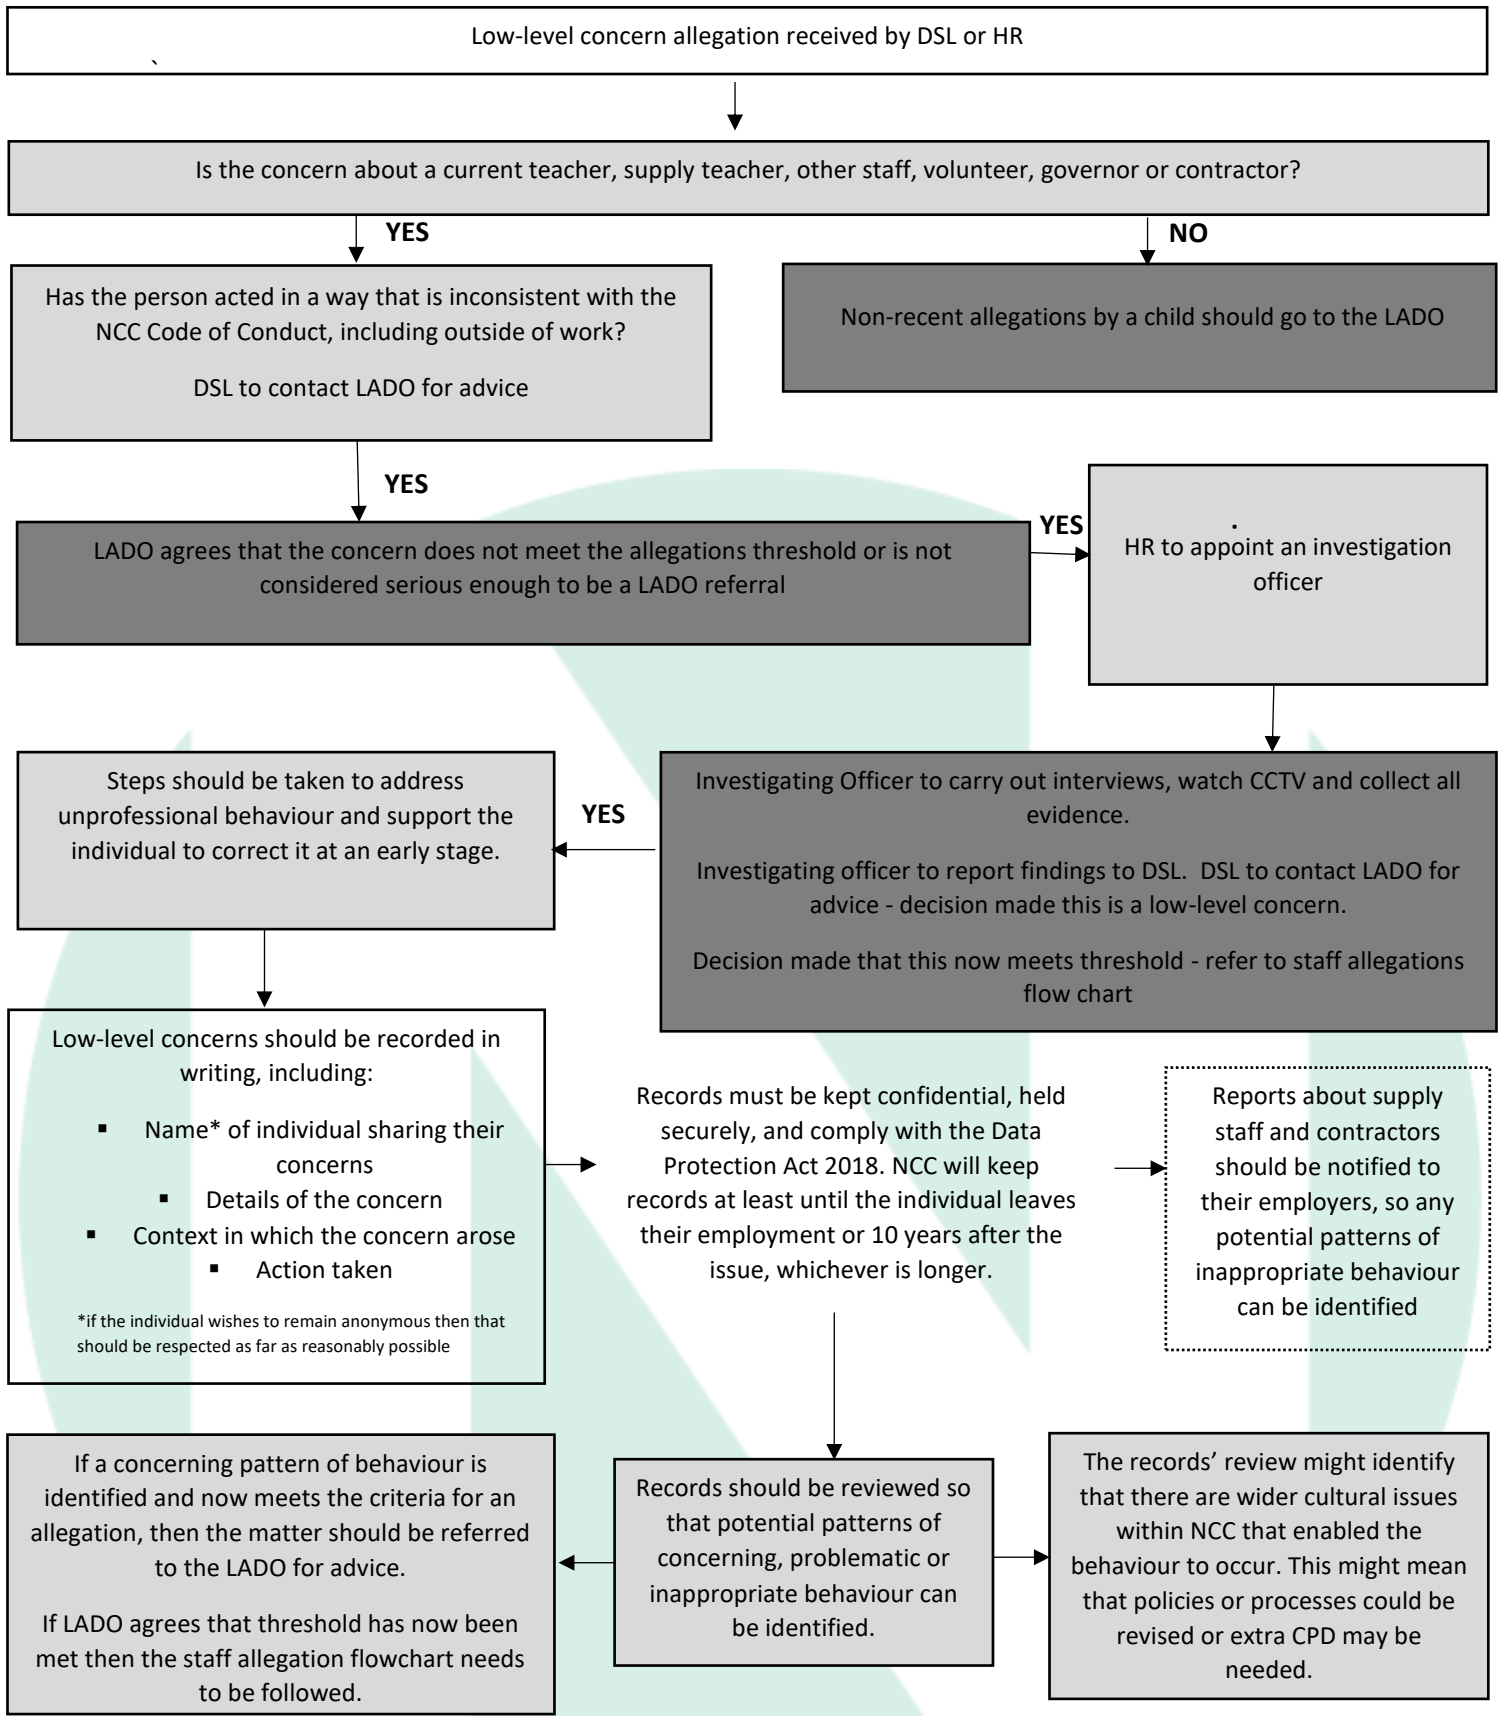 Low-level concern allegation received by DSL or HR
`
Is the concern about a current teacher, supply teacher, other staff, volunteer, governor or contractor?
YES
NO
Has the person acted in a way that is inconsistent with the
NCC Code of Conduct, including outside of work?
DSL to contact LADO for advice
Non-recent allegations by a child should go to the LADO
YES
LADO agrees that the concern does not meet the allegations threshold or is not
considered serious enough to be a LADO referral
YES
.
HR to appoint an investigation
officer
Investigating Officer to carry out interviews, watch CCTV and collect all
evidence.
Investigating officer to report findings to DSL.  DSL to contact LADO for
advice - decision made this is a low-level concern.
Decision made that this now meets threshold - refer to staff allegations
flow chart
YES
Steps should be taken to address
unprofessional behaviour and support the
individual to correct it at an early stage.
Low-level concerns should be recorded in
writing, including:
▪ Name* of individual sharing their
concerns
▪ Details of the concern
▪ Context in which the concern arose
▪ Action taken
*if the individual wishes to remain anonymous then that
should be respected as far as reasonably possible
Records must be kept confidential, held
securely, and comply with the Data
Protection Act 2018. NCC will keep
records at least until the individual leaves
their employment or 10 years after the
issue, whichever is longer.
Reports about supply
staff and contractors
should be notified to
their employers, so any
potential patterns of
inappropriate behaviour
can be identified
If a concerning pattern of behaviour is
identified and now meets the criteria for an
allegation, then the matter should be referred
to the LADO for advice.
If LADO agrees that threshold has now been
met then the staff allegation flowchart needs
to be followed.
Records should be reviewed so
that potential patterns of
concerning, problematic or
inappropriate behaviour can
be identified.
The records’ review might identify
that there are wider cultural issues
within NCC that enabled the
behaviour to occur. This might mean
that policies or processes could be
revised or extra CPD may be
needed.